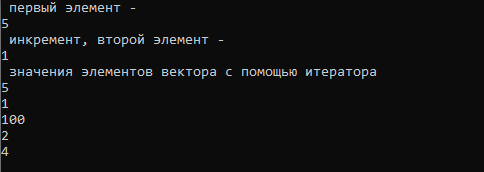 первый элемент -
5
инкремент, второй элемент -
1
значения элементов вектора с помощью итератора
5
1
100
2
4